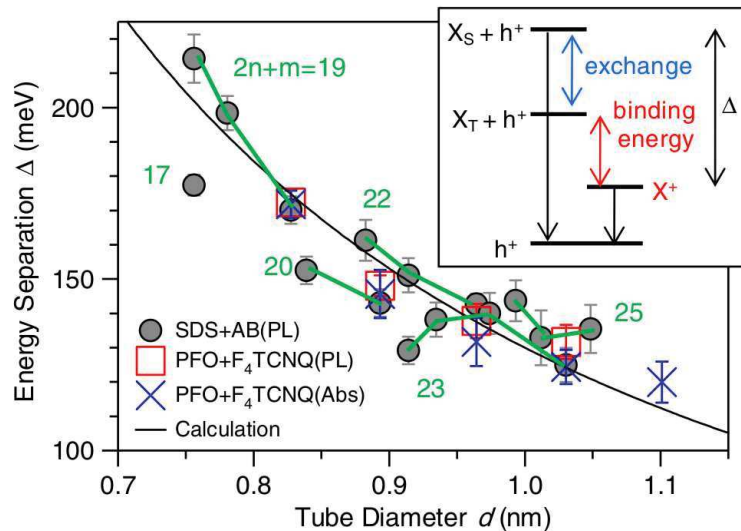 200
150
100
Energy Separation Δ (meV)
0.7 0.8 0.9 1.0 1.1
Tube Diameter d (nm)
2n+m=19
17
22
20
23
25
SDS+AB(PL)
PFO+F₄TCNQ(PL)
PFO+F₄TCNQ(Abs)
Calculation
X_S + h⁺
exchange
X_T + h⁺
binding
energy
Δ
X⁺
h⁺